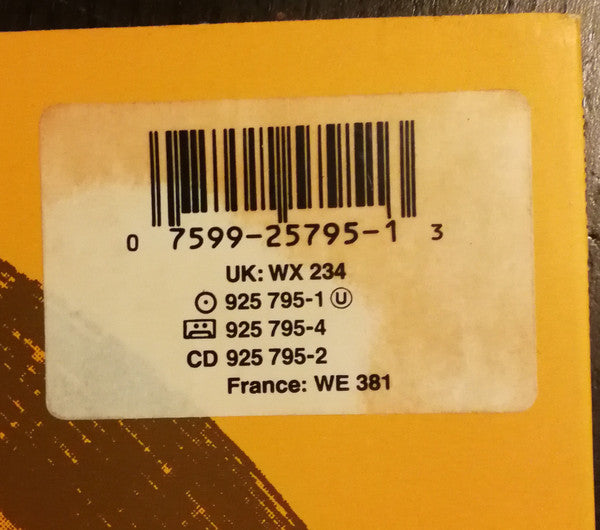 0 7599-25795-1 3
UK: WX 234
925 795-1 Ⓤ
925 795-4
CD 925 795-2
France: WE 381